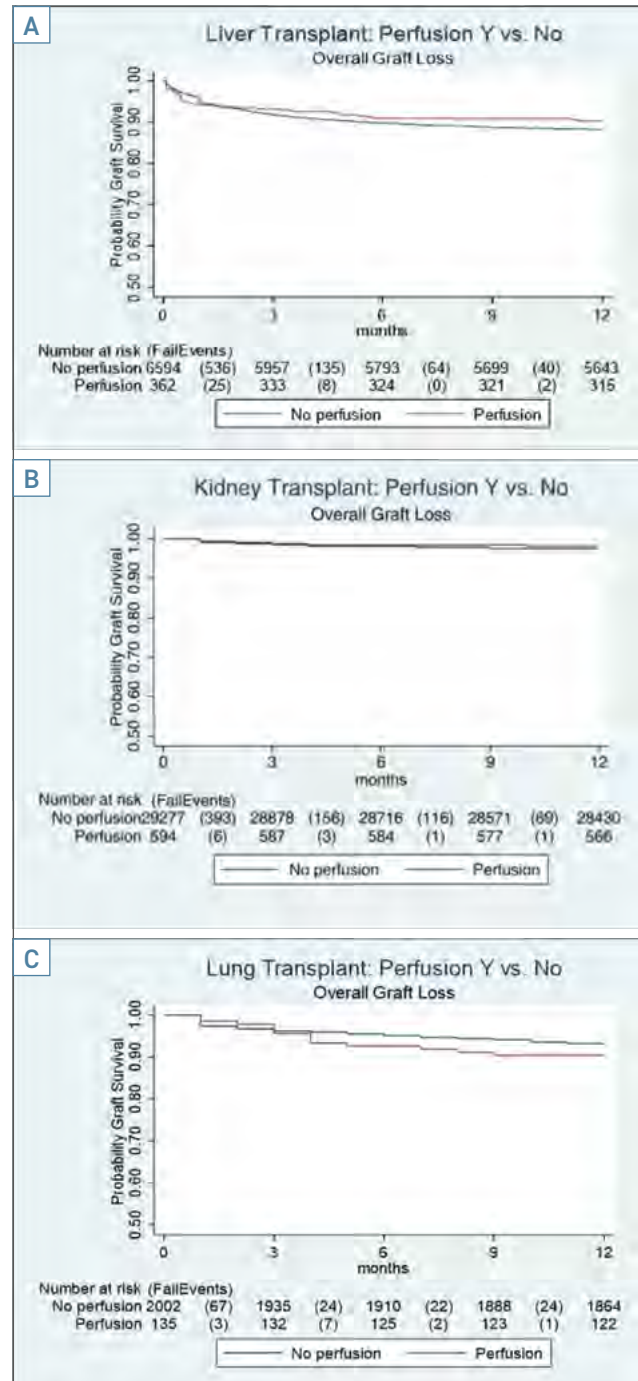 A
Liver Transplant: Perfusion Y vs. No
Overall Graft Loss
Probability Graft Survival
1.00
0.90
0.80
0.70
0.60
0.50
0 3 6 9 12
months
Number at risk (FailEvents)
No perfusion 6594 (536) 5957 (135) 5793 (64) 5699 (40) 5643
Perfusion 362 (25) 333 (8) 324 (0) 321 (2) 315
No perfusion Perfusion
B
Kidney Transplant: Perfusion Y vs. No
Overall Graft Loss
Probability Graft Survival
1.00
0.90
0.80
0.70
0.60
0.50
0 3 6 9 12
months
Number at risk (FailEvents)
No perfusion 29277 (393) 28878 (156) 28716 (116) 28571 (69) 28430
Perfusion 594 (6) 587 (3) 584 (1) 577 (1) 566
No perfusion Perfusion
C
Lung Transplant: Perfusion Y vs. No
Overall Graft Loss
Probability Graft Survival
1.00
0.90
0.80
0.70
0.60
0.50
0 3 6 9 12
months
Number at risk (FailEvents)
No perfusion 2002 (67) 1935 (24) 1910 (22) 1888 (24) 1864
Perfusion 135 (3) 132 (7) 125 (2) 123 (1) 122
No perfusion Perfusion